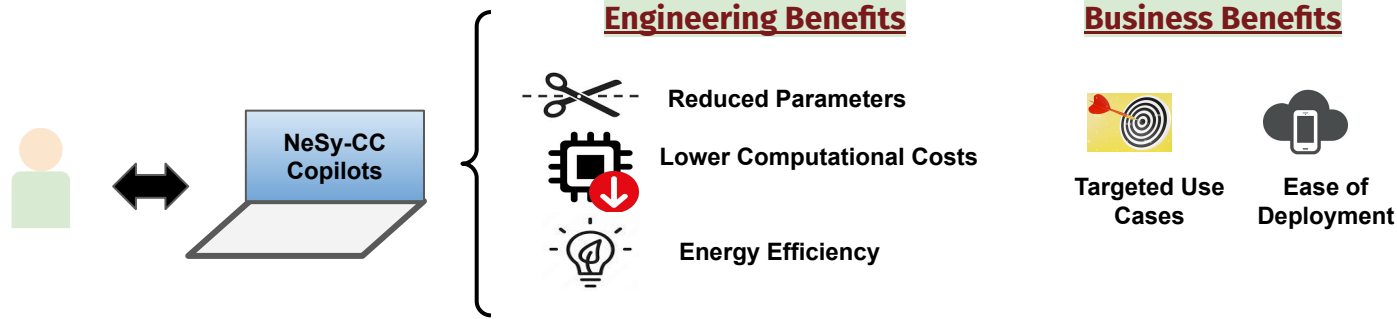 Engineering Benefits
Business Benefits
NeSy-CC
Copilots
Reduced Parameters
Lower Computational Costs
Energy Efficiency
Targeted Use
Cases
Ease of
Deployment